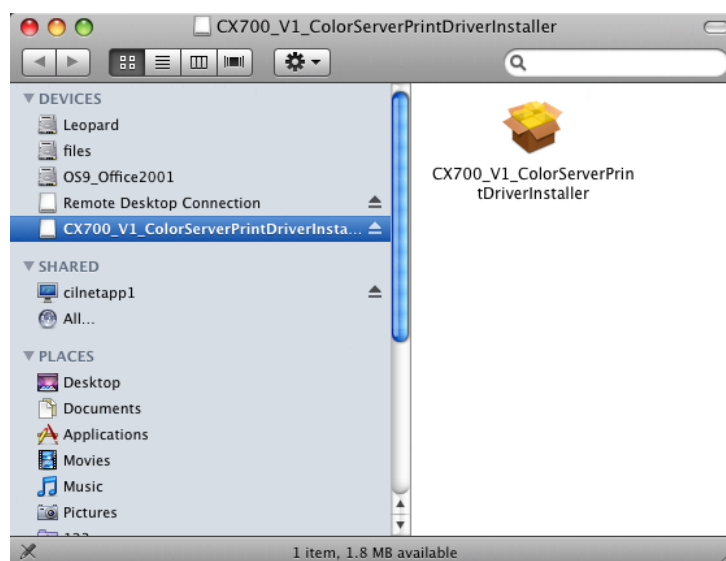 CX700_V1_ColorServerPrintDriverInstaller
DEVICES
Leopard
files
OS9_Office2001
Remote Desktop Connection
CX700_V1_ColorServerPrintDriverInsta...
SHARED
cilnetapp1
All...
PLACES
Desktop
Documents
Applications
Movies
Music
Pictures
CX700_V1_ColorServerPrin
tDriverInstaller
1 item, 1.8 MB available